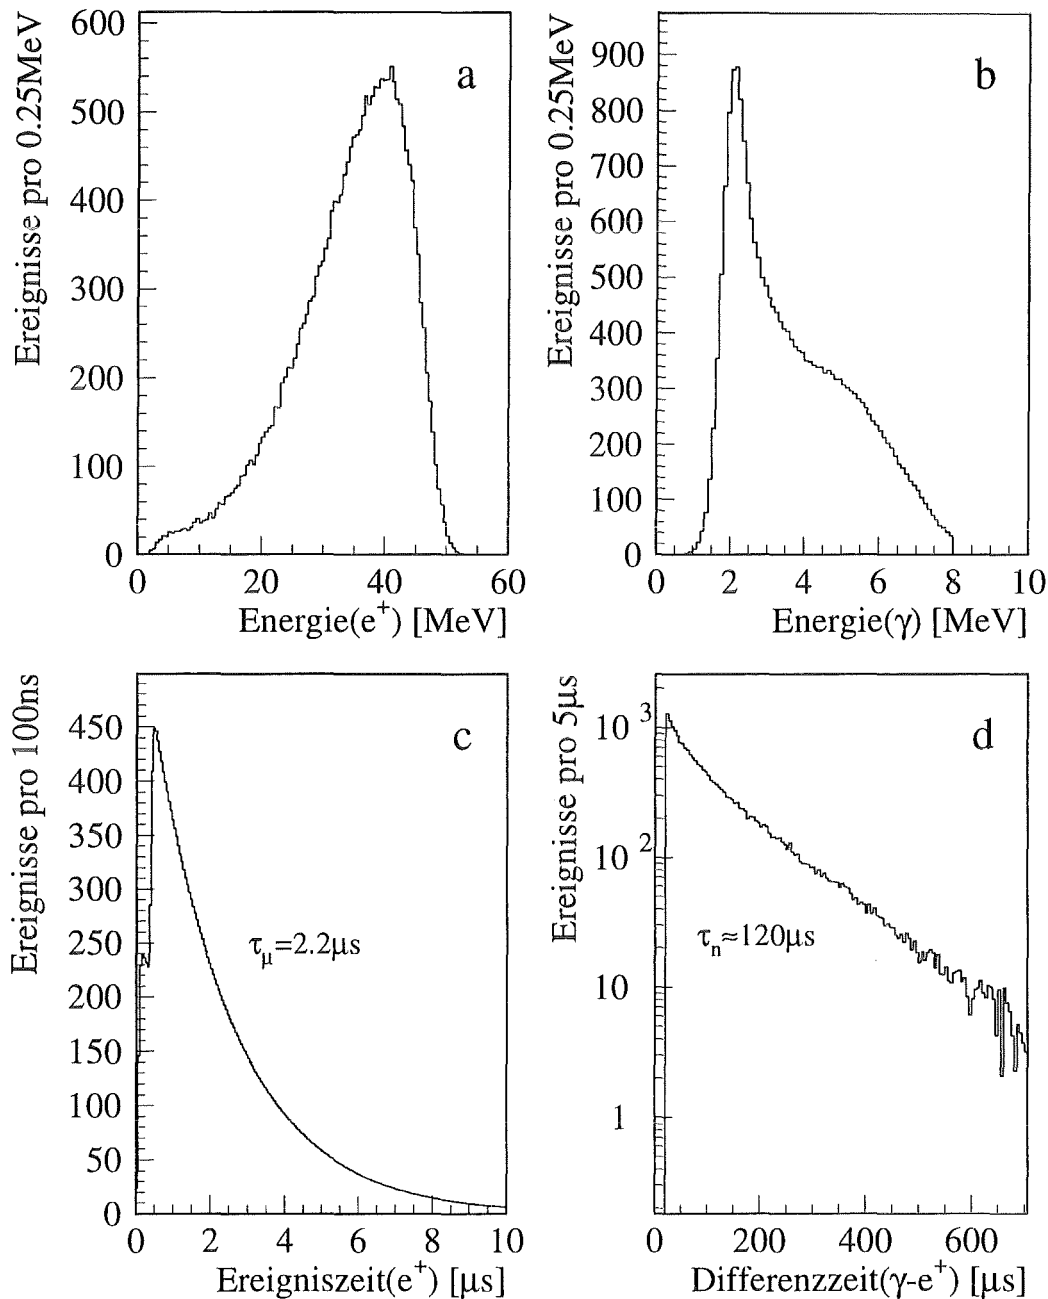 Ereignisse pro 0.25MeV
600
500
400
300
200
100
0
a
0 20 40 60
Energie(e⁺) [MeV]
Ereignisse pro 0.25MeV
900
800
700
600
500
400
300
200
100
0
b
0 2 4 6 8 10
Energie(γ) [MeV]
Ereignisse pro 100ns
450
400
350
300
250
200
150
100
50
0
c
τμ=2.2μs
0 2 4 6 8 10
Ereigniszeit(e⁺) [μs]
Ereignisse pro 5μs
10³
10²
10
1
d
τn≈120μs
0 200 400 600
Differenzzeit(γ-e⁺) [μs]